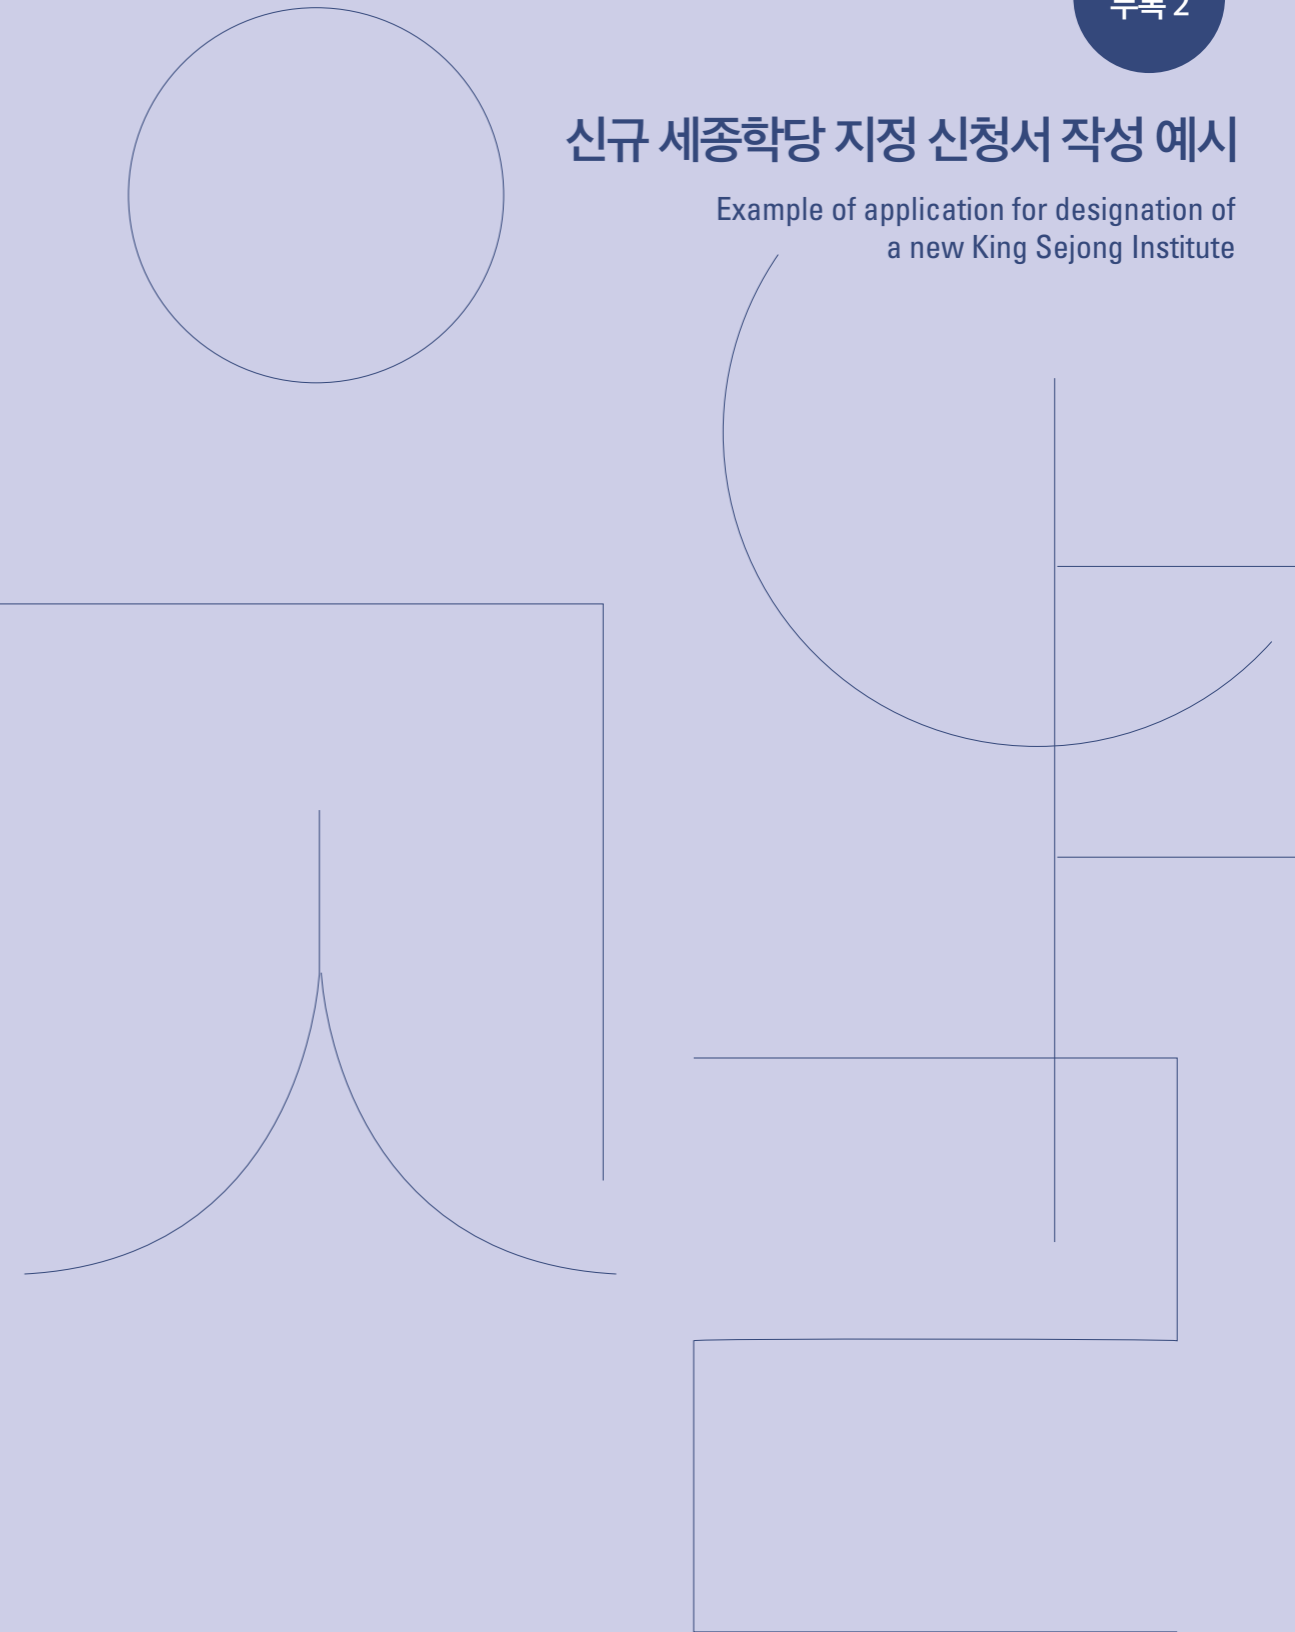 부록 2
신규 세종학당 지정 신청서 작성 예시
Example of application for designation of
a new King Sejong Institute